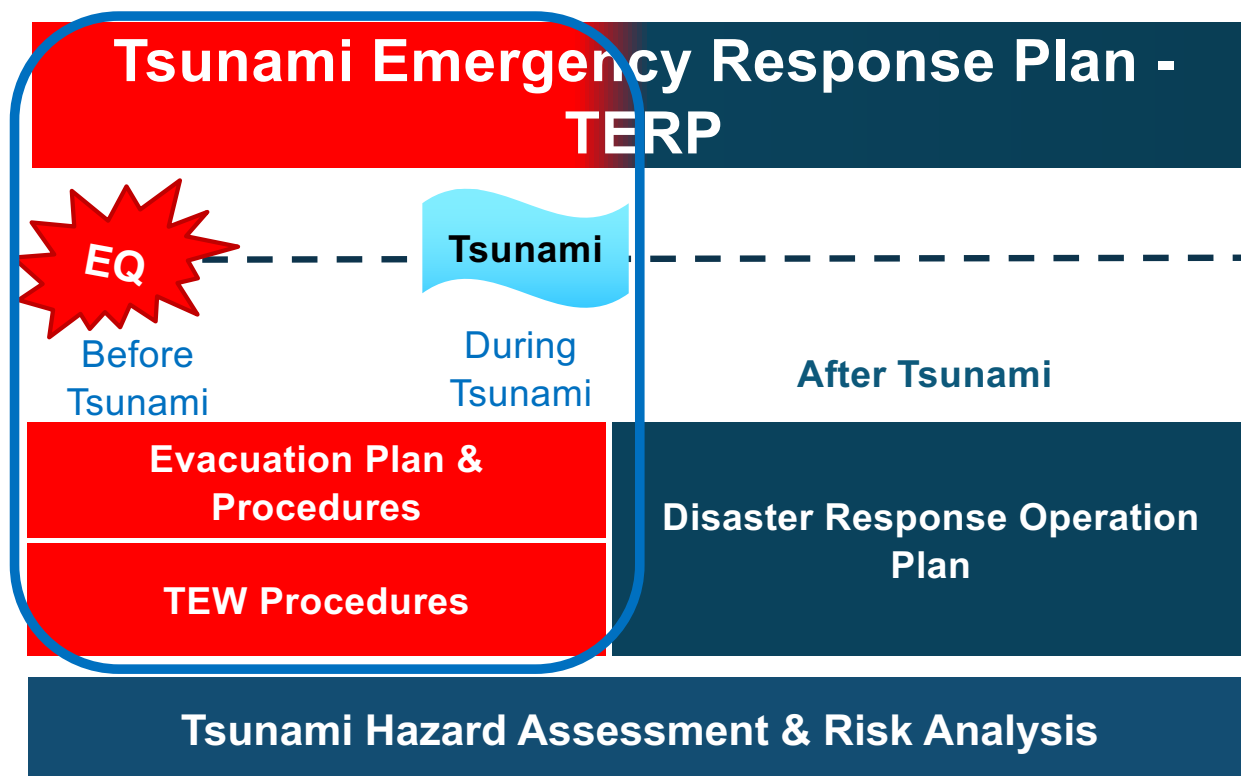 Tsunami Emergency Response Plan -
TERP
EQ
Tsunami
Before
Tsunami
During
Tsunami
After Tsunami
Evacuation Plan &
Procedures
TEW Procedures
Disaster Response Operation
Plan
Tsunami Hazard Assessment & Risk Analysis